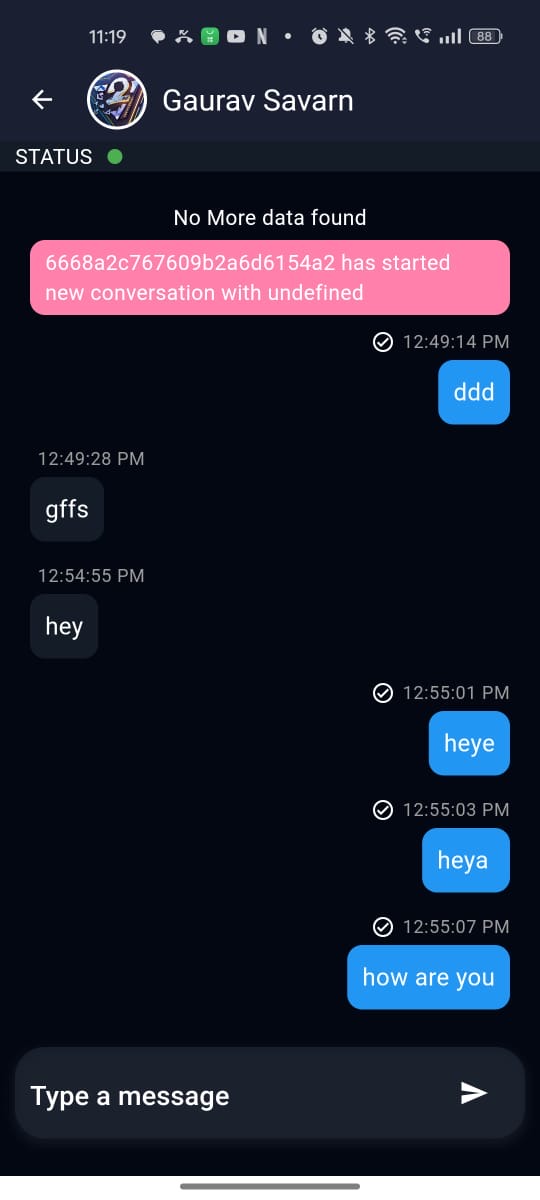 11:19
N
88
Gaurav Savarn
STATUS
No More data found
6668a2c767609b2a6d6154a2 has started
new conversation with undefined
12:49:14 PM
ddd
12:49:28 PM
gffs
12:54:55 PM
hey
12:55:01 PM
heye
12:55:03 PM
heya
12:55:07 PM
how are you
Type a message